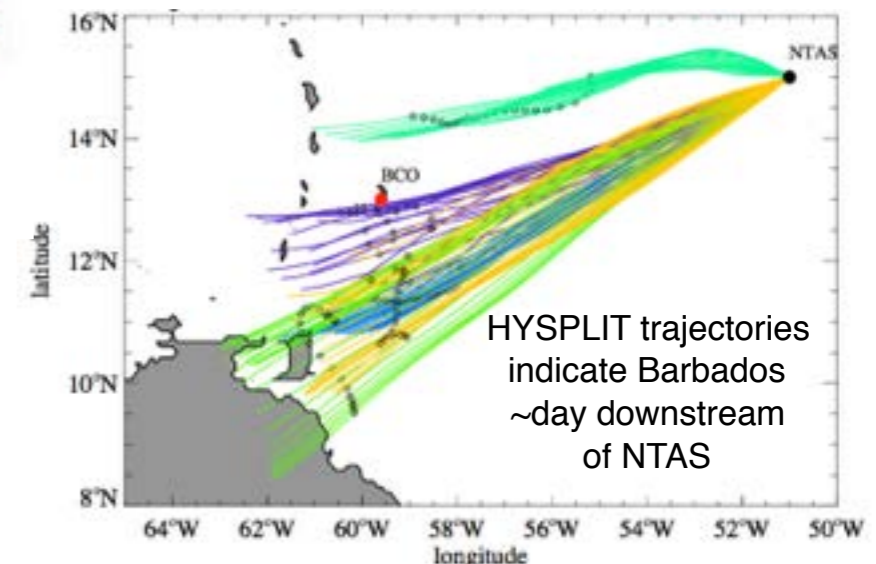 16°N
NTAS
14°N
BCO
latitude
12°N
HYSPLIT trajectories
indicate Barbados
10°N
~day downstream
of NTAS
8°N
64°W 62°W 60°W 58°W 56°W 54°W 52°W 50°W
longitude